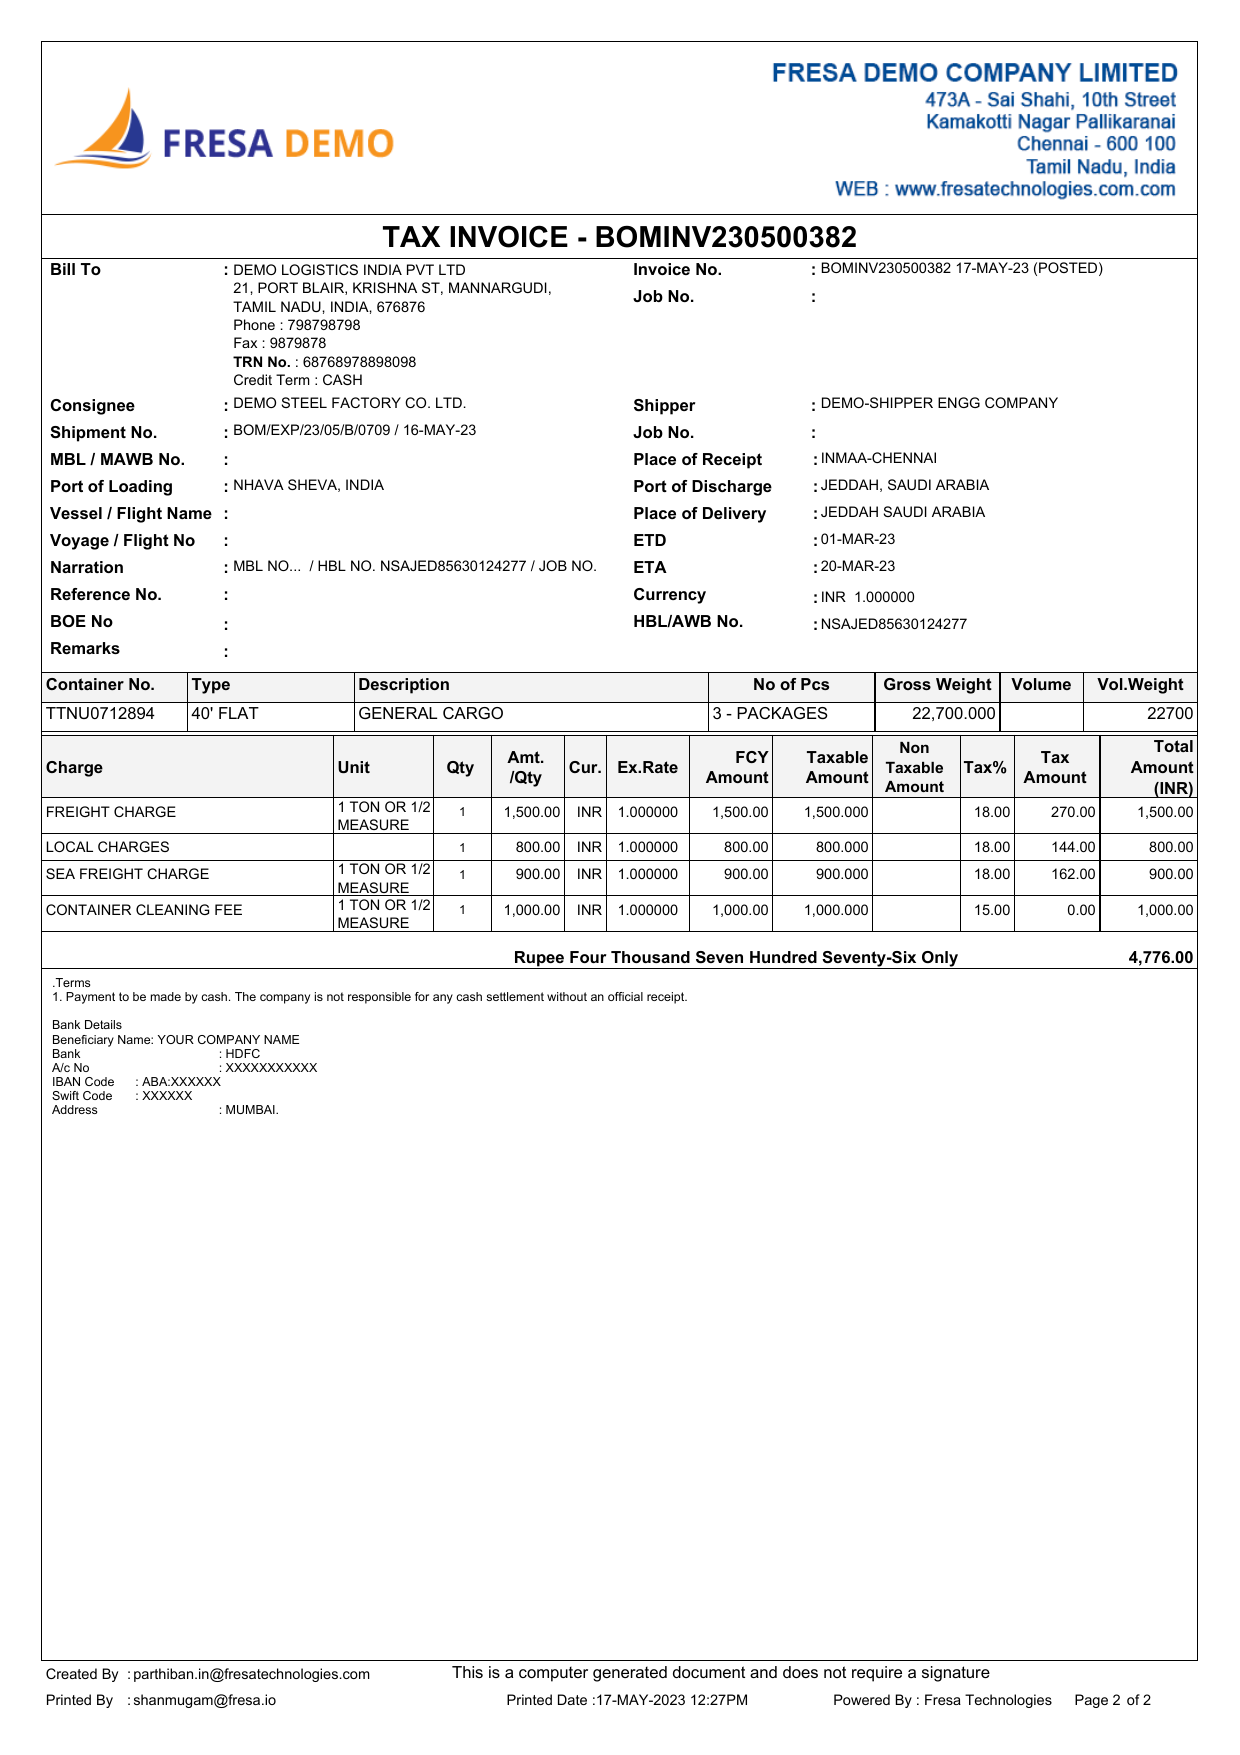 FRESA DEMO
FRESA DEMO COMPANY LIMITED
473A - Sai Shahi, 10th Street
Kamakotti Nagar Pallikaranai
Chennai - 600 100
Tamil Nadu, India
WEB : www.fresatechnologies.com.com
TAX INVOICE - BOMINV230500382
Bill To : DEMO LOGISTICS INDIA PVT LTD
21, PORT BLAIR, KRISHNA ST, MANNARGUDI,
TAMIL NADU, INDIA, 676876
Phone : 798798798
Fax : 9879878
TRN No. : 68768978898098
Credit Term : CASH
Invoice No. : BOMINV230500382 17-MAY-23 (POSTED)
Job No. :
Consignee : DEMO STEEL FACTORY CO. LTD. Shipper : DEMO-SHIPPER ENGG COMPANY
Shipment No. : BOM/EXP/23/05/B/0709 / 16-MAY-23 Job No. :
MBL / MAWB No. : Place of Receipt : INMAA-CHENNAI
Port of Loading : NHAVA SHEVA, INDIA Port of Discharge : JEDDAH, SAUDI ARABIA
Vessel / Flight Name : Place of Delivery : JEDDAH SAUDI ARABIA
Voyage / Flight No : ETD : 01-MAR-23
Narration : MBL NO... / HBL NO. NSAJED85630124277 / JOB NO. ETA : 20-MAR-23
Reference No. : Currency : INR 1.000000
BOE No : HBL/AWB No. : NSAJED85630124277
Remarks :
Container No. Type Description No of Pcs Gross Weight Volume Vol.Weight
TTNU0712894 40' FLAT GENERAL CARGO 3 - PACKAGES 22,700.000 22700
Charge Unit Qty Amt. /Qty Cur. Ex.Rate FCY Amount Taxable Amount Non Taxable Amount Tax% Tax Amount Total Amount (INR)
FREIGHT CHARGE 1 TON OR 1/2 MEASURE 1 1,500.00 INR 1.000000 1,500.00 1,500.000 18.00 270.00 1,500.00
LOCAL CHARGES 1 800.00 INR 1.000000 800.00 800.000 18.00 144.00 800.00
SEA FREIGHT CHARGE 1 TON OR 1/2 MEASURE 1 900.00 INR 1.000000 900.00 900.000 18.00 162.00 900.00
CONTAINER CLEANING FEE 1 TON OR 1/2 MEASURE 1 1,000.00 INR 1.000000 1,000.00 1,000.000 15.00 0.00 1,000.00
Rupee Four Thousand Seven Hundred Seventy-Six Only 4,776.00
.Terms
1. Payment to be made by cash. The company is not responsible for any cash settlement without an official receipt.
Bank Details
Beneficiary Name: YOUR COMPANY NAME
Bank : HDFC
A/c No : XXXXXXXXXXX
IBAN Code : ABA:XXXXXX
Swift Code : XXXXXX
Address : MUMBAI.
Created By : parthiban.in@fresatechnologies.com This is a computer generated document and does not require a signature
Printed By : shanmugam@fresa.io Printed Date :17-MAY-2023 12:27PM Powered By : Fresa Technologies Page 2 of 2